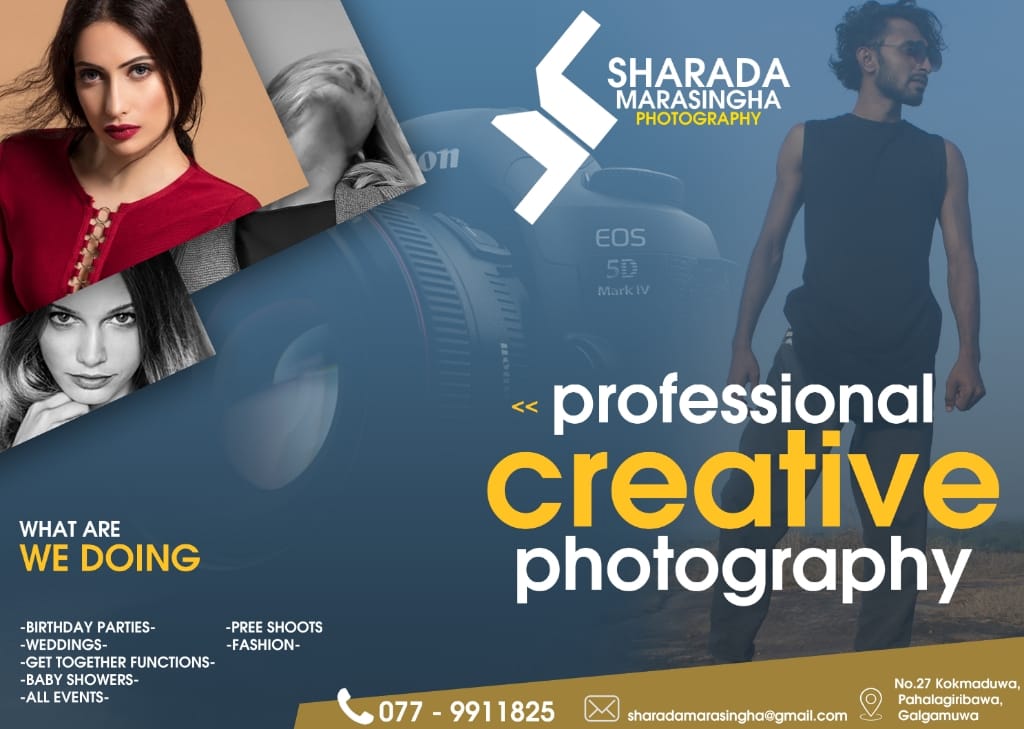 SHARADA
MARASINGHA
PHOTOGRAPHY
on
EOS
5D
Mark IV
<< professional
creative
photography
WHAT ARE
WE DOING
-BIRTHDAY PARTIES-
-WEDDINGS-
-GET TOGETHER FUNCTIONS-
-BABY SHOWERS-
-ALL EVENTS-
-PREE SHOOTS
-FASHION-
077 - 9911825
sharadamarasingha@gmail.com
No.27 Kokmaduwa,
Pahalagiribawa,
Galgamuwa